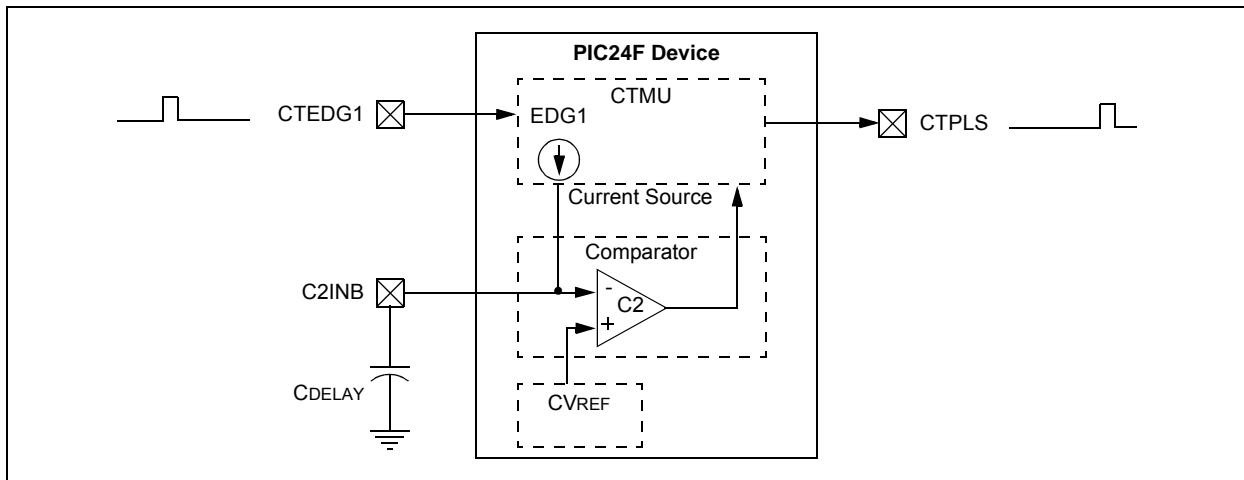 PIC24F Device
CTMU
CTEDG1
EDG1
CTPLS
Current Source
Comparator
C2INB
-
C2
+
CDELAY
CVREF